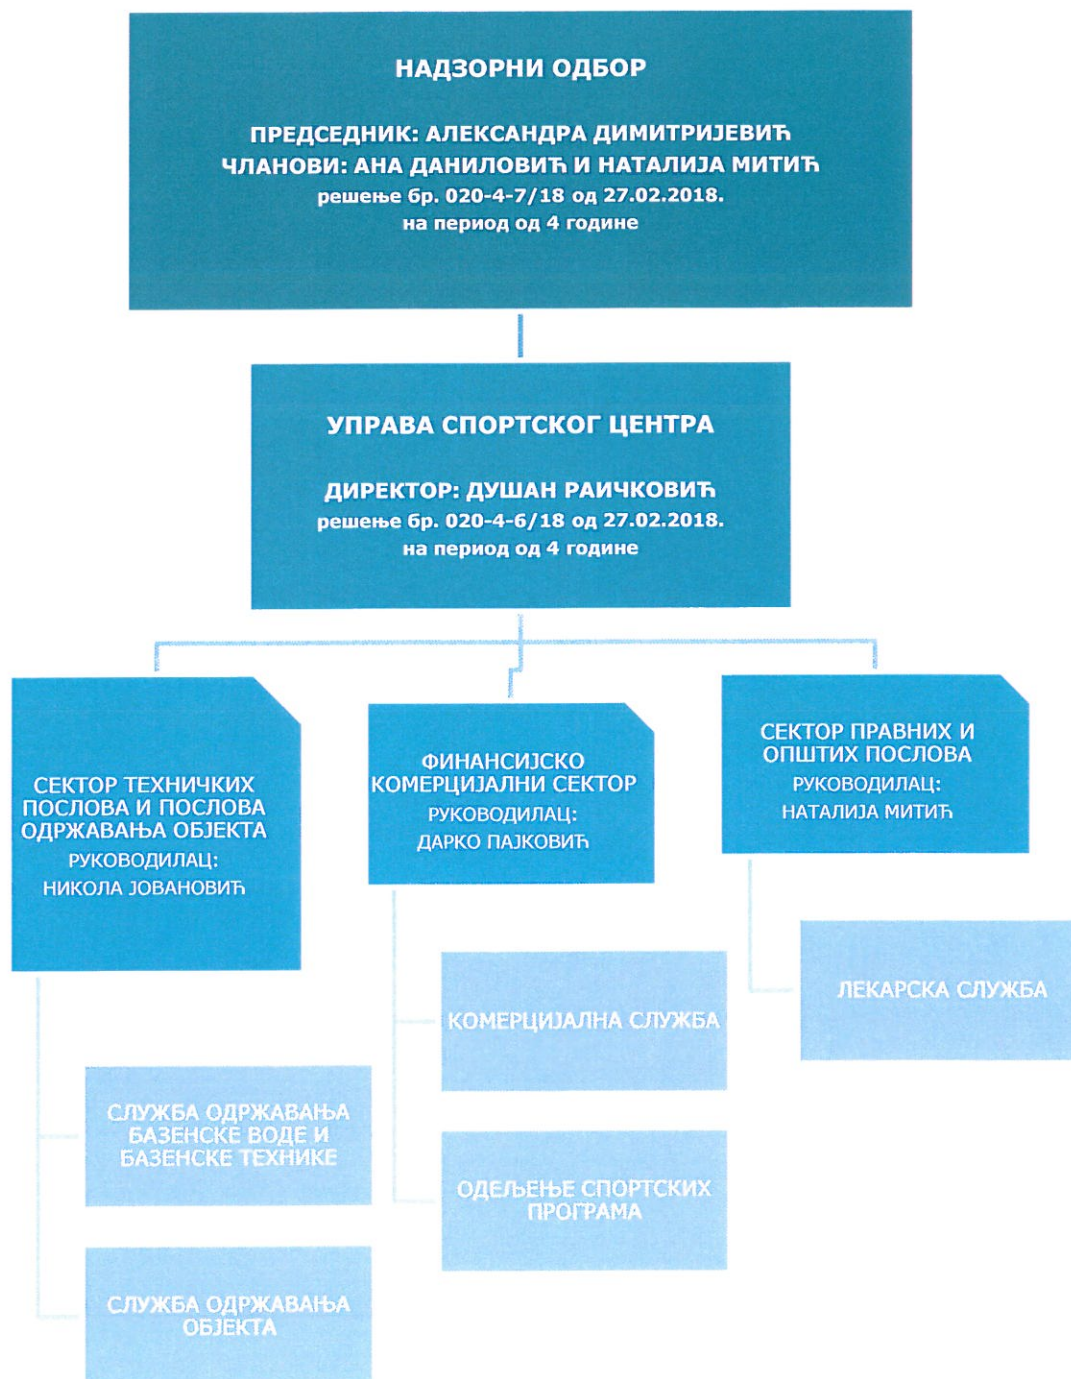 НАДЗОРНИ ОДБОР
ПРЕДСЕДНИК: АЛЕКСАНДРА ДИМИТРИЈЕВИЋ
ЧЛАНОВИ: АНА ДАНИЛОВИЋ И НАТАЛИЈА МИТИЋ
решење бр. 020-4-7/18 од 27.02.2018.
на период од 4 године
УПРАВА СПОРТСКОГ ЦЕНТРА
ДИРЕКТОР: ДУШАН РАИЧКОВИЋ
решење бр. 020-4-6/18 од 27.02.2018.
на период од 4 године
СЕКТОР ТЕХНИЧКИХ
ПОСЛОВА И ПОСЛОВА
ОДРЖАВАЊА ОБЈЕКТА
РУКОВОДИЛАЦ:
НИКОЛА ЈОВАНОВИЋ
ФИНАНСИЈСКО
КОМЕРЦИЈАЛНИ СЕКТОР
РУКОВОДИЛАЦ:
ДАРКО ПАЈКОВИЋ
СЕКТОР ПРАВНИХ И
ОПШТИХ ПОСЛОВА
РУКОВОДИЛАЦ:
НАТАЛИЈА МИТИЋ
СЛУЖБА ОДРЖАВАЊА
БАЗЕНСКЕ ВОДЕ И
БАЗЕНСКЕ ТЕХНИКЕ
СЛУЖБА ОДРЖАВАЊА
ОБЈЕКТА
КОМЕРЦИЈАЛНА СЛУЖБА
ОДЕЉЕЊЕ СПОРТСКИХ
ПРОГРАМА
ЛЕКАРСКА СЛУЖБА